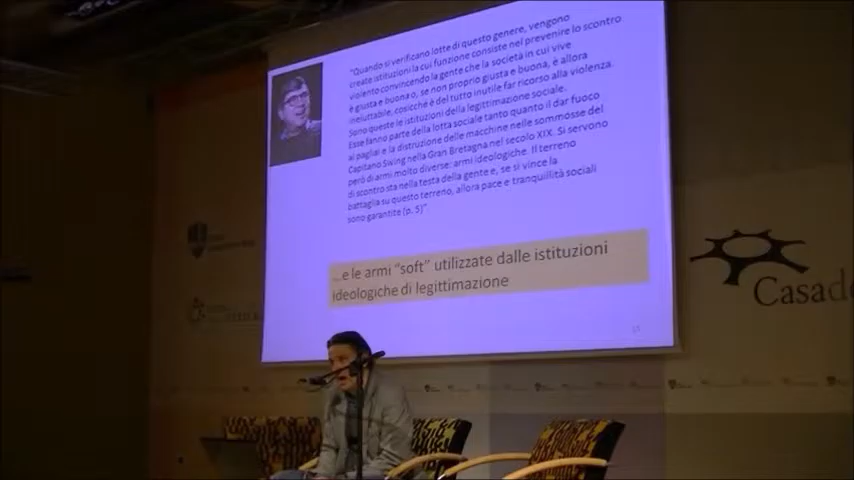 "Quando si verificano lotte di questo genere, vengono
create istituzioni la cui funzione consiste nel prevenire lo scontro
violento convincendo la gente che la società in cui vive
è giusta e buona o, se non proprio giusta e buona, è allora
ineluttabile, cosicché è del tutto inutile far ricorso alla violenza.
Sono queste le istituzioni della legittimazione sociale.
Esse fanno parte della lotta sociale tanto quanto il dar fuoco
ai pagliai e la distruzione delle macchine nelle sommosse del
Capitano Swing nella Gran Bretagna nel secolo XIX. Si servono
però di armi molto diverse: armi ideologiche. Il terreno
di scontro sta nella testa della gente e, se si vince la
battaglia su questo terreno, allora pace e tranquillità sociali
sono garantite (p. 5)"
...e le armi "soft" utilizzate dalle istituzioni
ideologiche di legittimazione
Casad